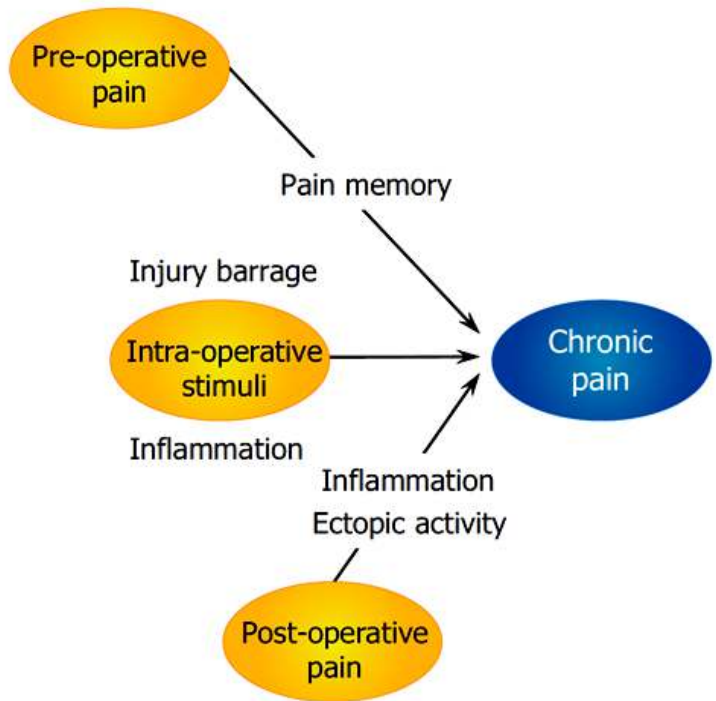 Pre-operative
pain
Pain memory
Injury barrage
Intra-operative
stimuli
Chronic
pain
Inflammation
Inflammation
Ectopic activity
Post-operative
pain